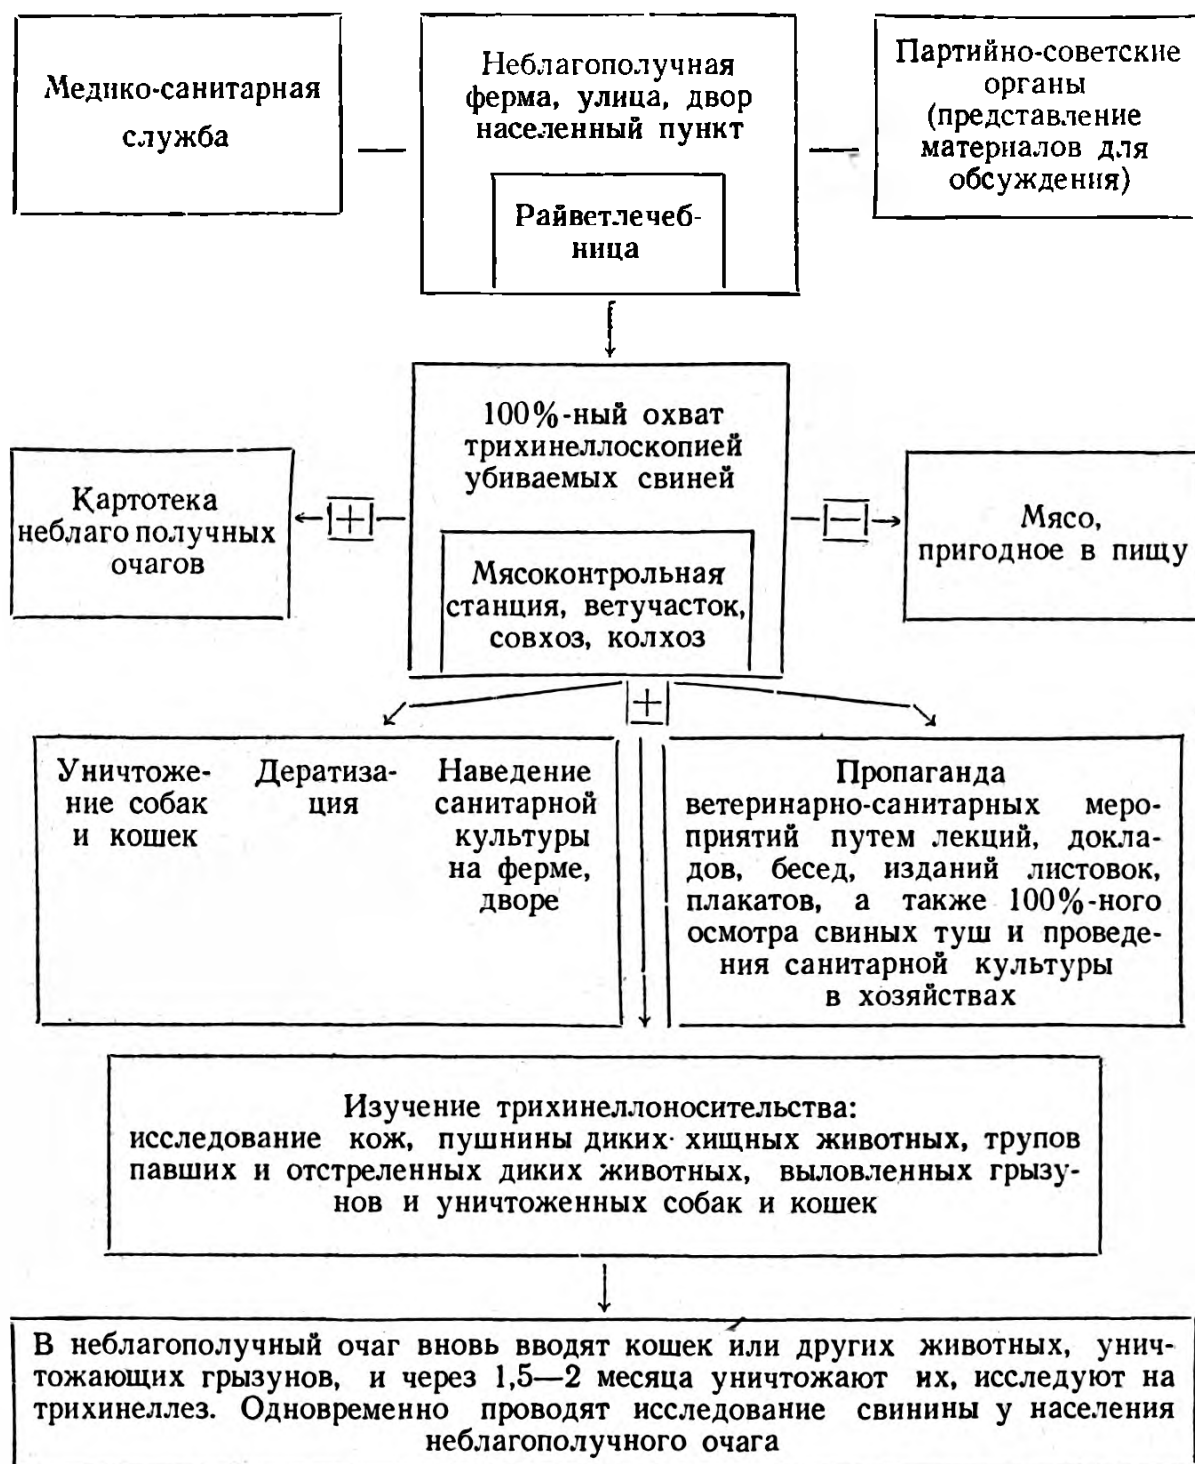 Медико-санитарная
служба
Неблагополучная
ферма, улица, двор
населенный пункт
Райветлечеб-
ница
Партийно-советские
органы
(представление
материалов для
обсуждения)
100%-ный охват
трихинеллоскопией
убиваемых свиней
Мясоконтрольная
станция, ветучасток,
совхоз, колхоз
Картотека
неблаго получных
очагов
+
−
Мясо,
пригодное в пищу
+
Уничтоже-
ние собак
и кошек
Дератиза-
ция
Наведение
санитарной
культуры
на ферме,
дворе
Пропаганда
ветеринарно-санитарных меро-
приятий путем лекций, докла-
дов, бесед, изданий листовок,
плакатов, а также 100%-ного
осмотра свиных туш и проведе-
ния санитарной культуры
в хозяйствах
Изучение трихинеллоносительства:
исследование кож, пушнины диких хищных животных, трупов
павших и отстреленных диких животных, выловленных грызу-
нов и уничтоженных собак и кошек
В неблагополучный очаг вновь вводят кошек или других животных, унич-
тожающих грызунов, и через 1,5—2 месяца уничтожают их, исследуют на
трихинеллез. Одновременно проводят исследование свинины у населения
неблагополучного очага